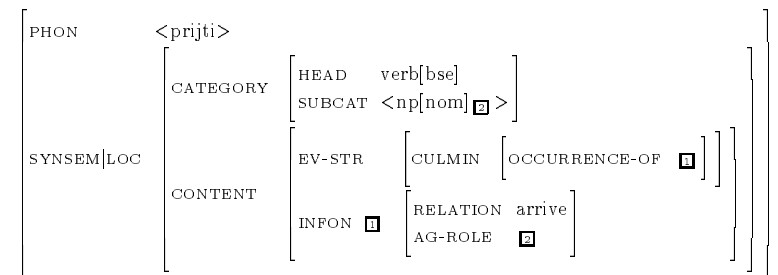 PHON <prijti>
CATEGORY HEAD verb[bse]
SUBCAT <np[nom] 2 >
SYNSEM|LOC
EV-STR CULMIN OCCURRENCE-OF 1
CONTENT
INFON 1 RELATION arrive
AG-ROLE 2